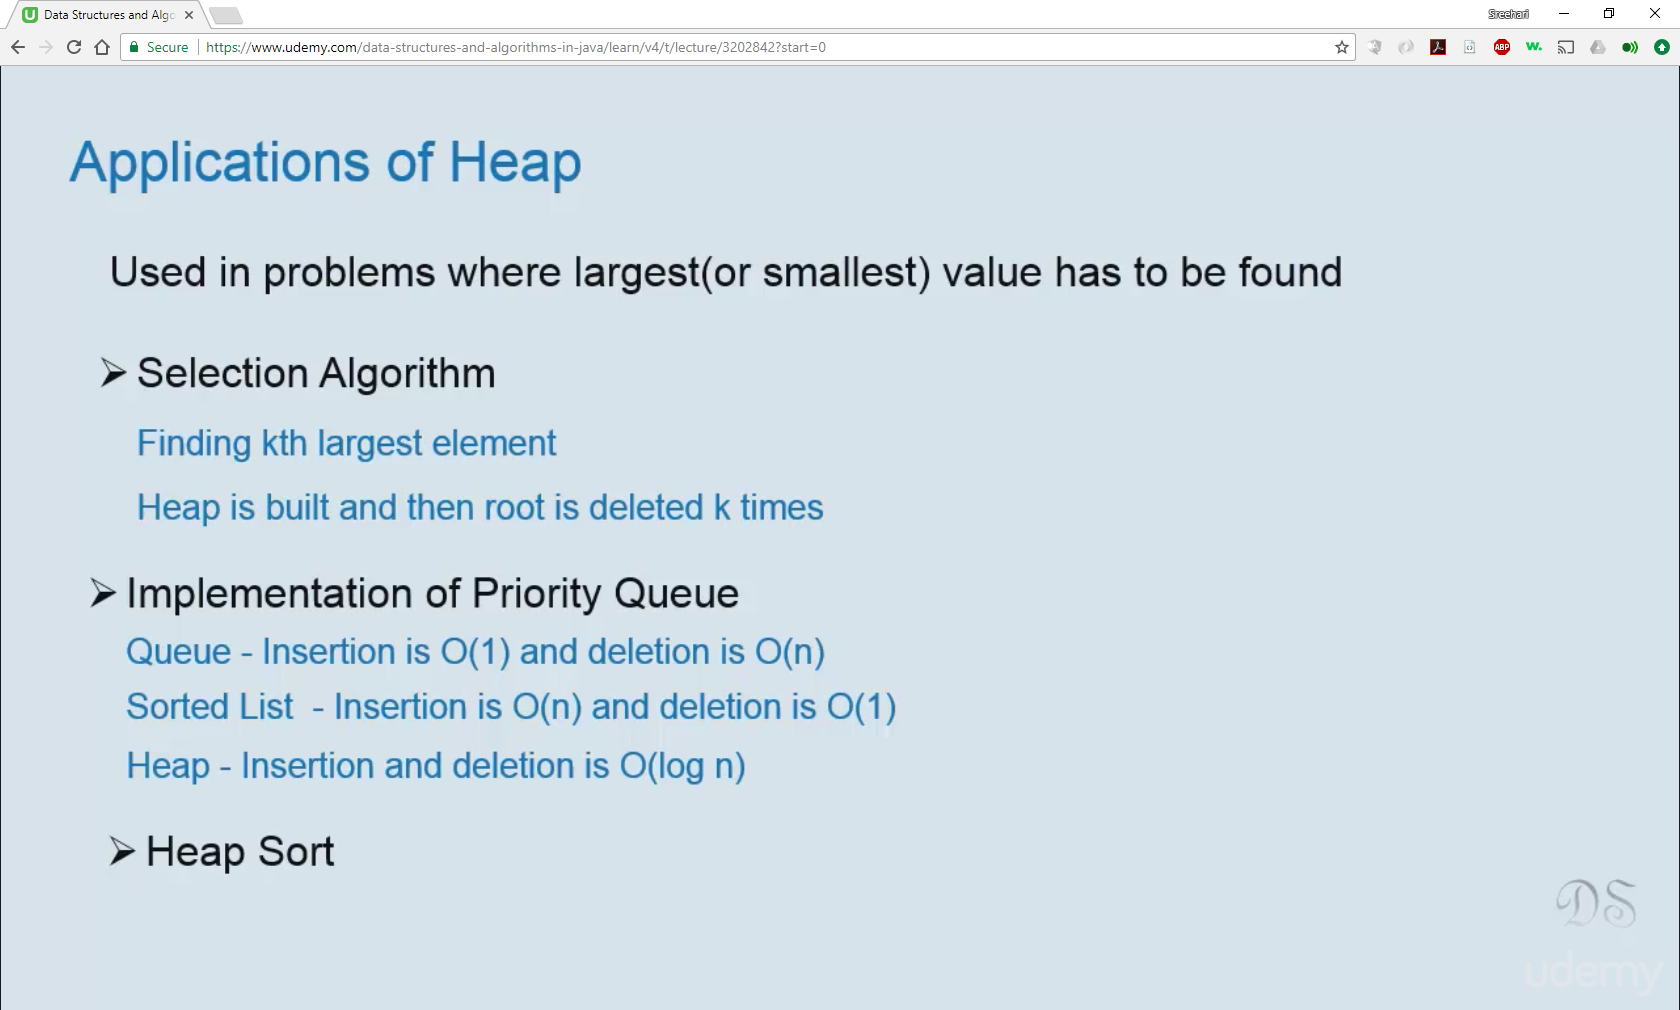 Data Structures and Algo
Sreehari
Secure
https://www.udemy.com/data-structures-and-algorithms-in-java/learn/v4/t/lecture/3202842?start=0
ABP
w.
Applications of Heap
Used in problems where largest(or smallest) value has to be found
Selection Algorithm
Finding kth largest element
Heap is built and then root is deleted k times
Implementation of Priority Queue
Queue - Insertion is O(1) and deletion is O(n)
Sorted List - Insertion is O(n) and deletion is O(1)
Heap - Insertion and deletion is O(log n)
Heap Sort
DS
udemy